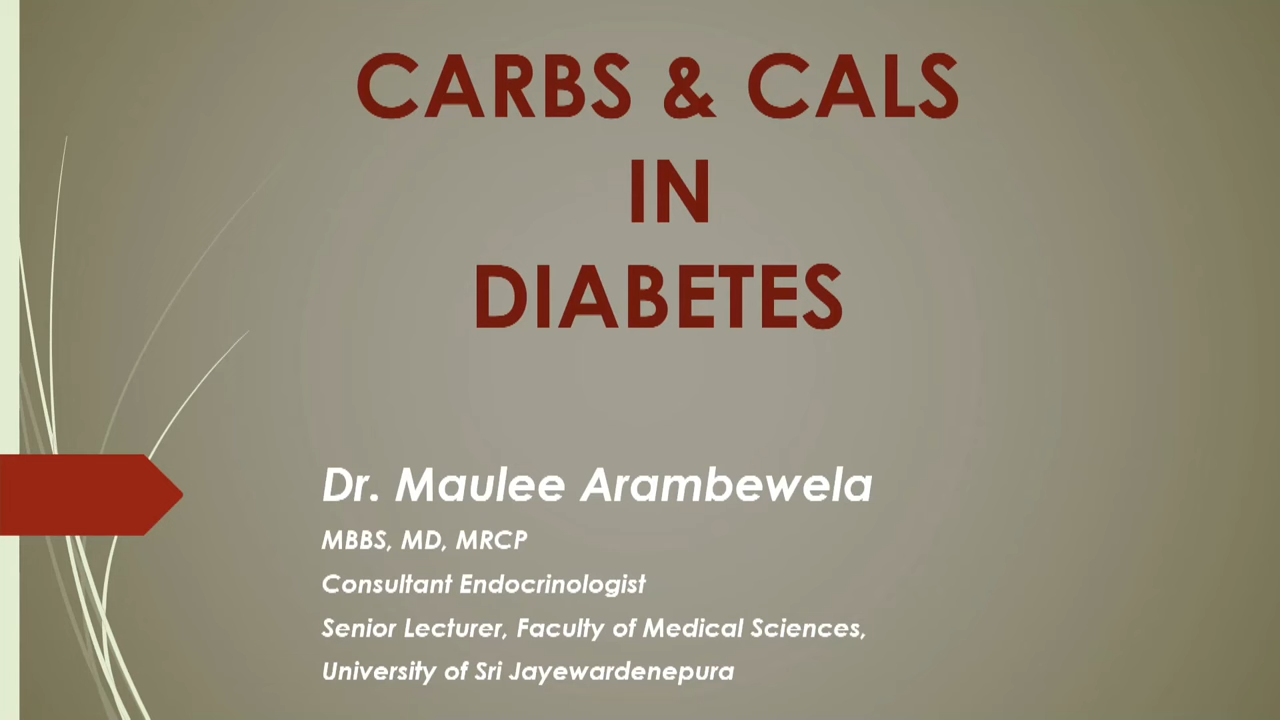 CARBS & CALS
IN
DIABETES
Dr. Maulee Arambewela
MBBS, MD, MRCP
Consultant Endocrinologist
Senior Lecturer, Faculty of Medical Sciences,
University of Sri Jayewardenepura